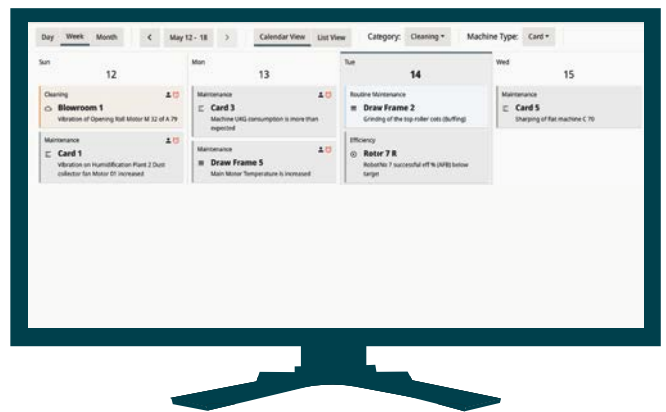 Day Week Month < May 12 - 18 > Calendar View List View Category: Cleaning Machine Type: Card
Sun
12
Cleaning
Blowroom 1
Vibration of Opening Roll Motor M 32 of A 79
Maintenance
Card 1
Vibration on Humidification Plant 2 Dust
collector fan Motor 01 increased
Mon
13
Maintenance
Card 3
Machine UKG consumption is more than
expected
Maintenance
Draw Frame 5
Main Motor Temperature is increased
Tue
14
Routine Mintenance
Draw Frame 2
Grinding of the top roller cots (Buffing)
Efficiency
Rotor 7 R
RobotNo 7 successful eff % (AFB) below
target
Wed
15
Maintenance
Card 5
Sharping of flat machine C 70